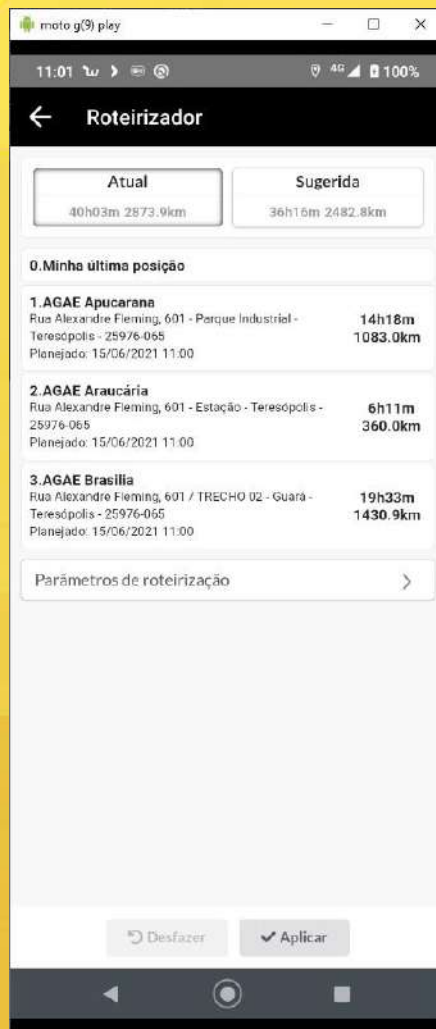 moto g(9) play
11:01
4G 100%
Roteirizador
Atual
40h03m 2873.9km
Sugerida
36h16m 2482.8km
0.Minha última posição
1.AGAE Apucarana
Rua Alexandre Fleming, 601 - Parque Industrial -
Teresópolis - 25976-065
Planejado: 15/06/2021 11:00
14h18m
1083.0km
2.AGAE Araucária
Rua Alexandre Fleming, 601 - Estação - Teresópolis -
25976-065
Planejado: 15/06/2021 11:00
6h11m
360.0km
3.AGAE Brasilia
Rua Alexandre Fleming, 601 / TRECHO 02 - Guará -
Teresópolis - 25976-065
Planejado: 15/06/2021 11:00
19h33m
1430.9km
Parâmetros de roteirização
Desfazer
Aplicar